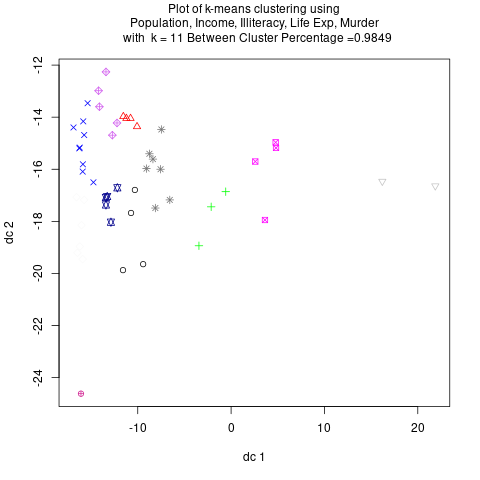 Plot of k-means clustering using
Population, Income, Illiteracy, Life Exp, Murder
with k = 11 Between Cluster Percentage =0.9849
-12
-14
-16
-18
-20
-22
-24
dc 2
-10
0
10
20
dc 1